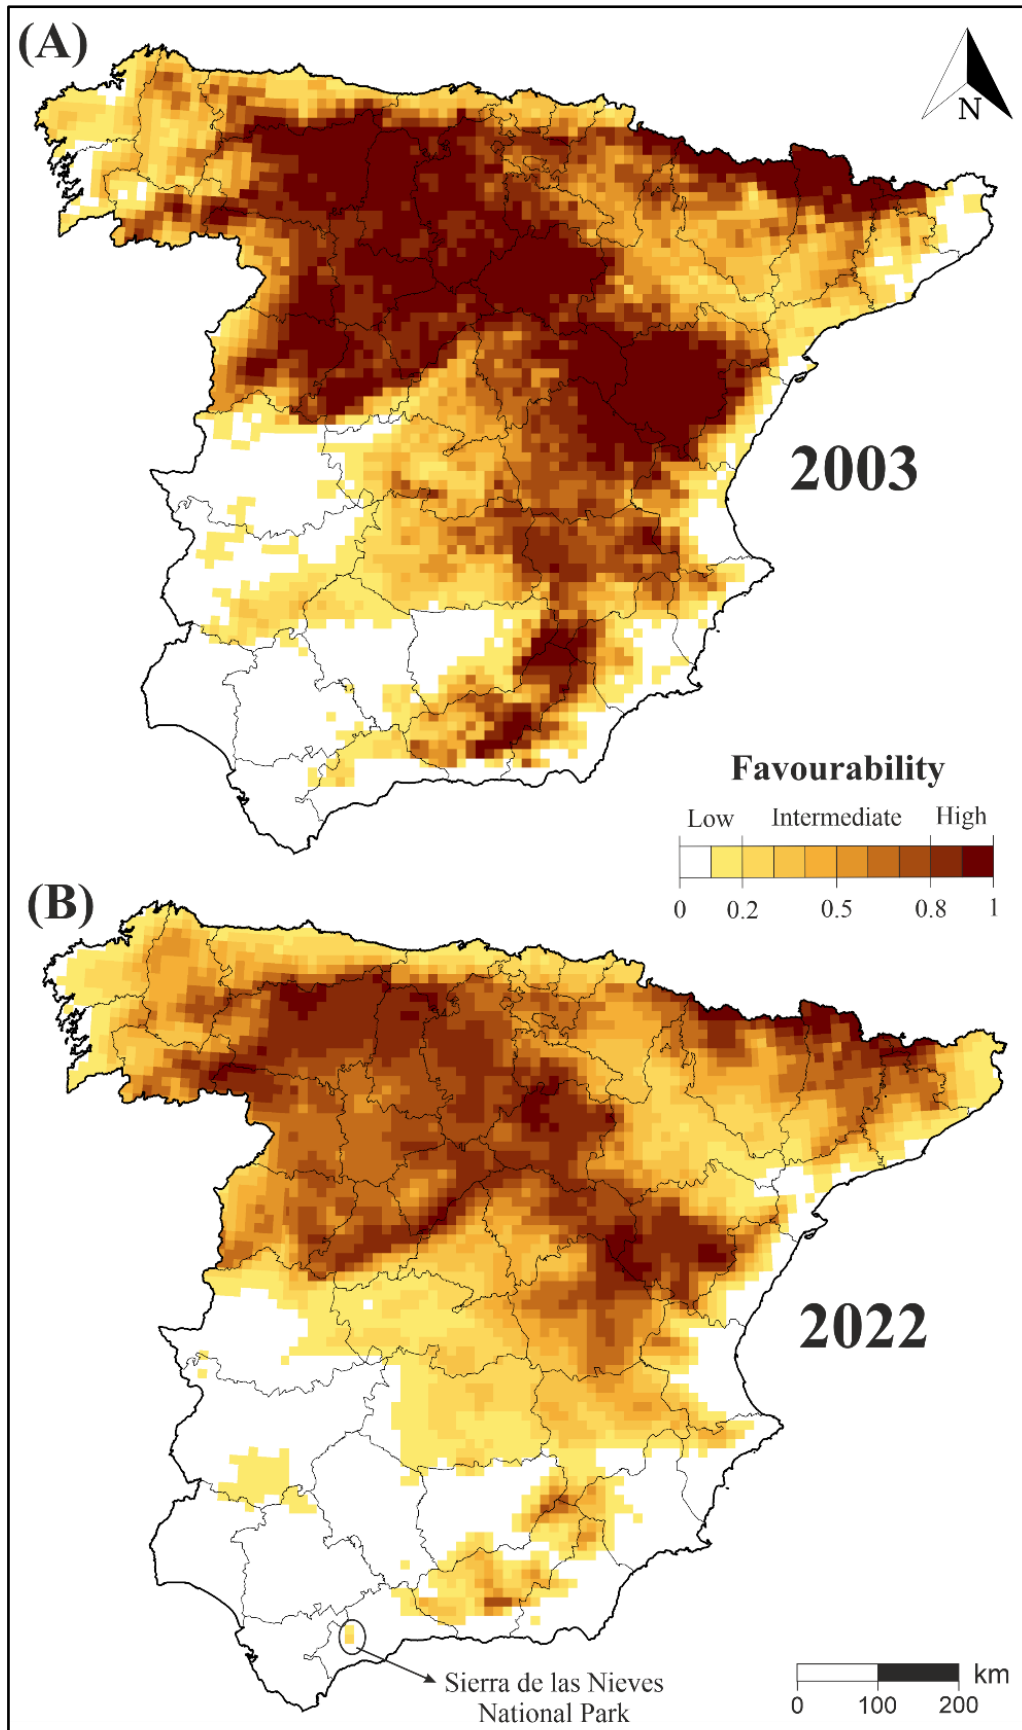 (A)
N
2003
Favourability
Low Intermediate High
0 0.2 0.5 0.8 1
(B)
2022
Sierra de las Nieves
National Park
km
0 100 200